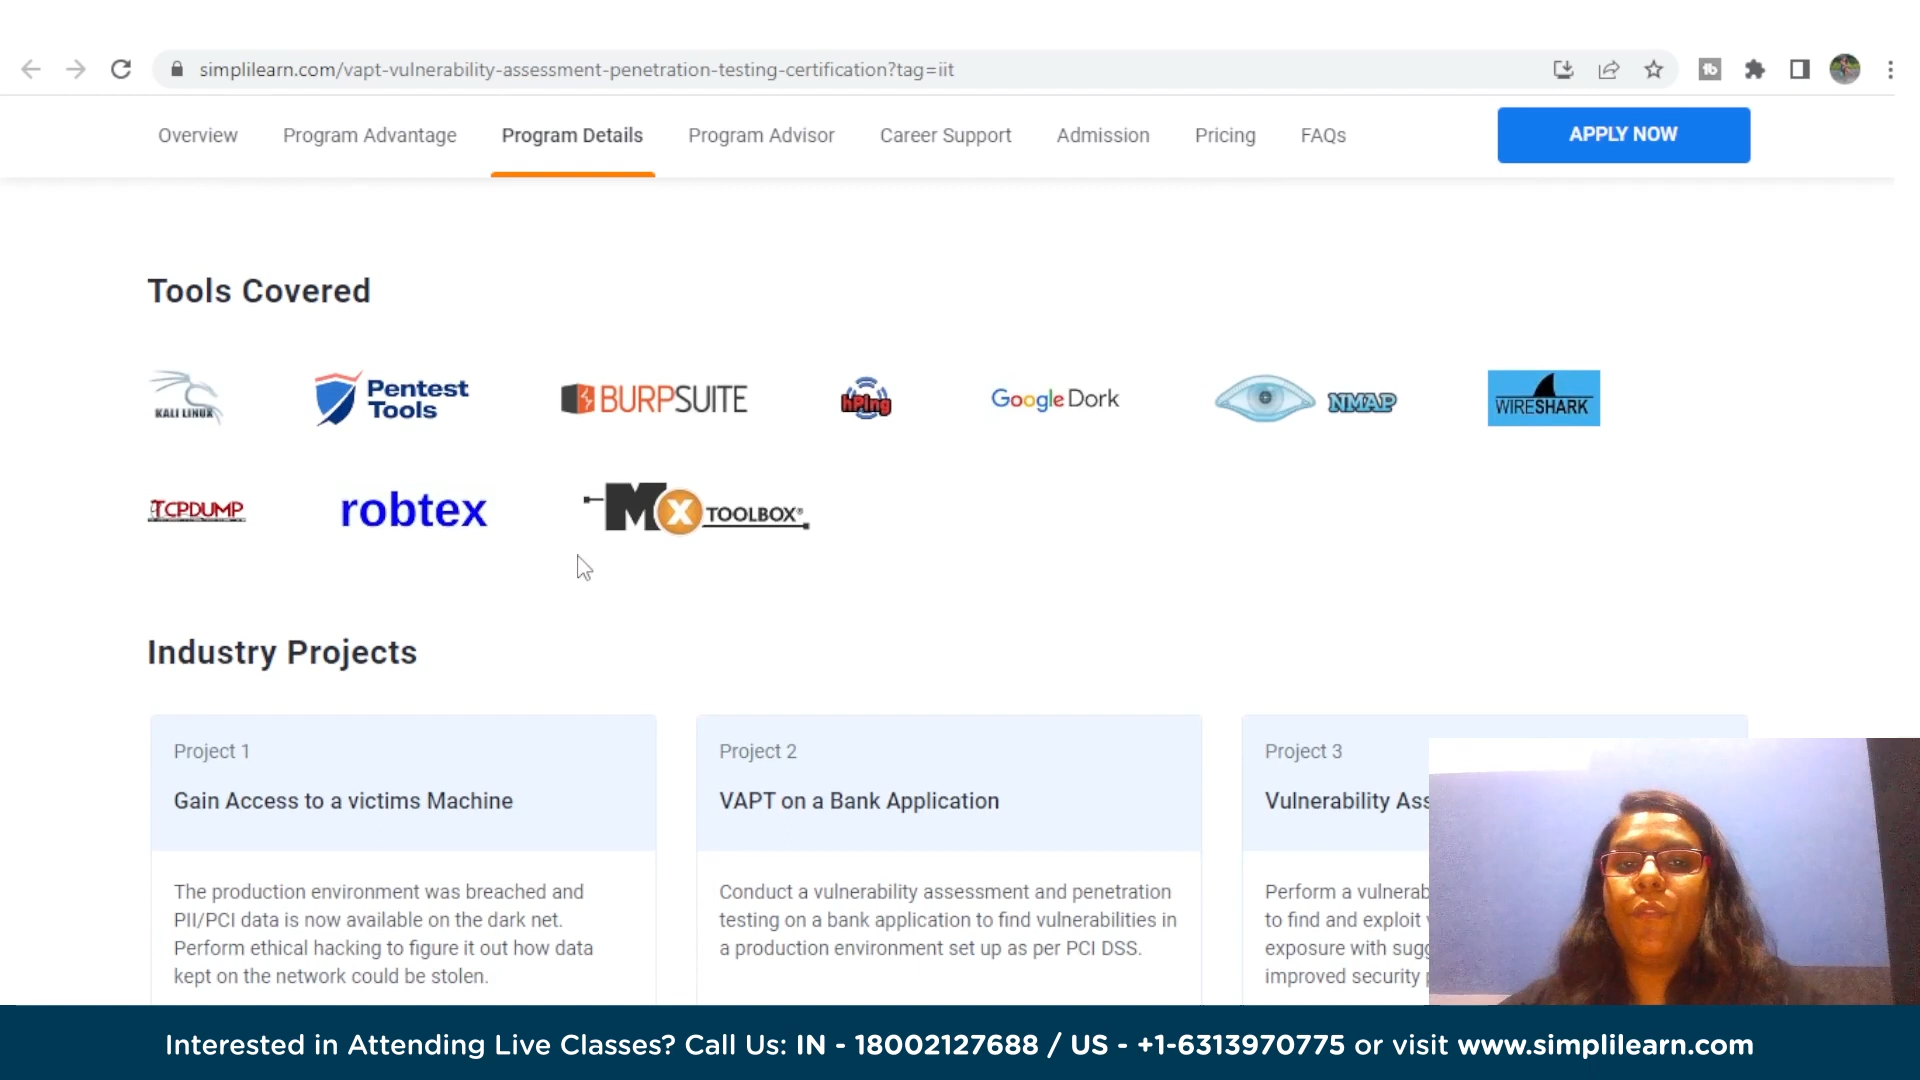 simplilearn.com/vapt-vulnerability-assessment-penetration-testing-certification?tag=iit
Overview Program Advantage Program Details Program Advisor Career Support Admission Pricing FAQs APPLY NOW
Tools Covered
KALI LINUX Pentest Tools BURPSUITE hPing Google Dork NMAP WIRESHARK
TCPDUMP robtex MX TOOLBOX®
Industry Projects
Project 1
Gain Access to a victims Machine
The production environment was breached and
PII/PCI data is now available on the dark net.
Perform ethical hacking to figure it out how data
kept on the network could be stolen.
Project 2
VAPT on a Bank Application
Conduct a vulnerability assessment and penetration
testing on a bank application to find vulnerabilities in
a production environment set up as per PCI DSS.
Project 3
Vulnerability
Perform a
to find and exploit
exposure with
improved security
Interested in Attending Live Classes? Call Us: IN - 18002127688 / US - +1-6313970775 or visit www.simplilearn.com